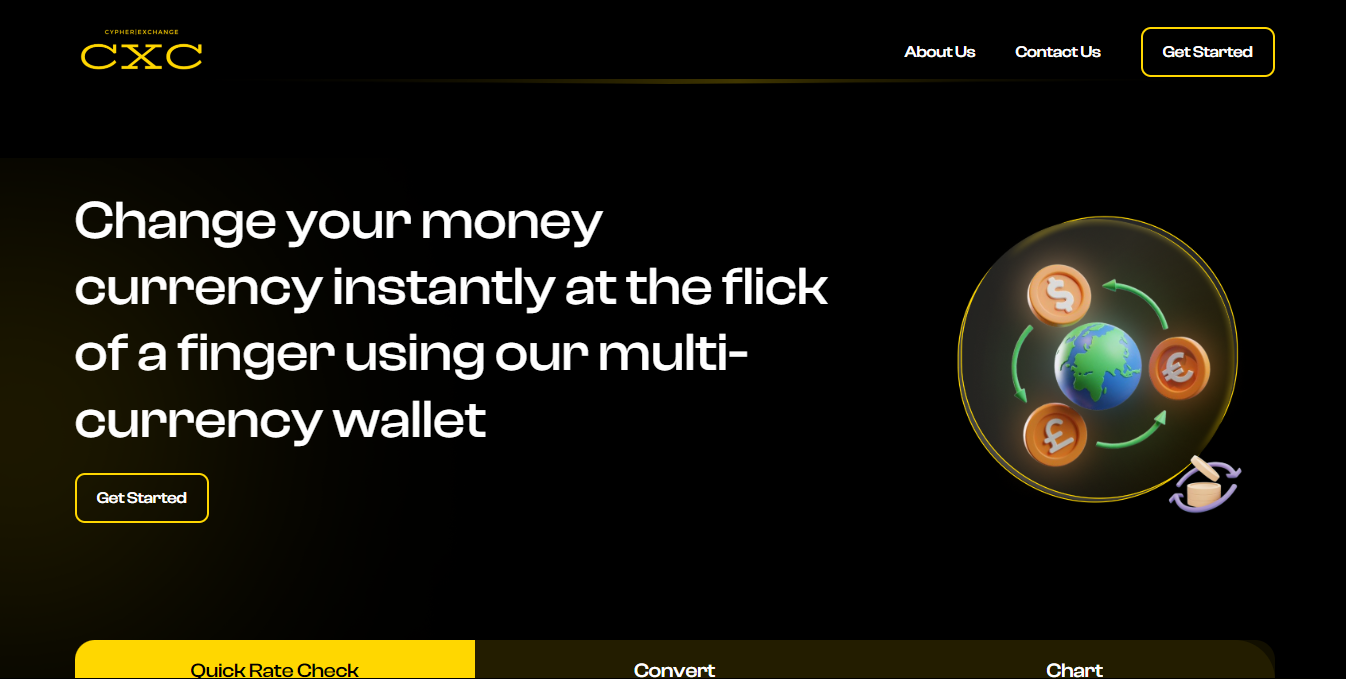 CYPHER|EXCHANGE
CXC
About Us
Contact Us
Get Started
Change your money
currency instantly at the flick
of a finger using our multi-
currency wallet
$
€
£
Get Started
Quick Rate Check
Convert
Chart